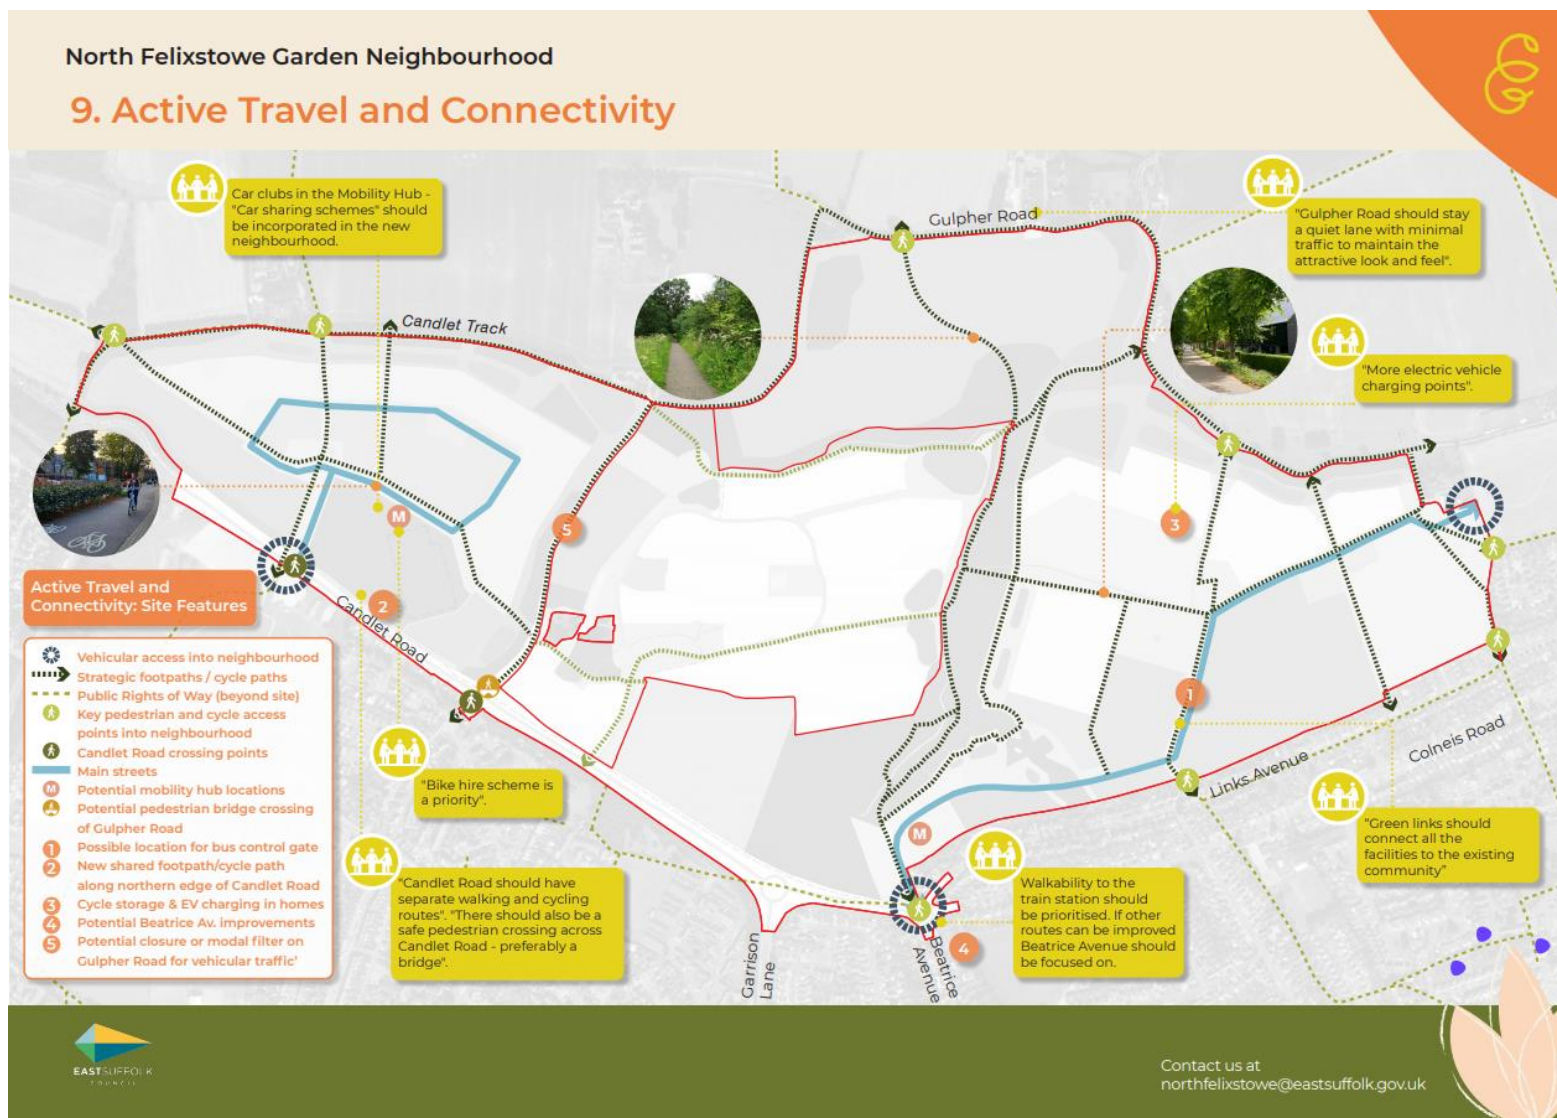 North Felixstowe Garden Neighbourhood
9. Active Travel and Connectivity
Car clubs in the Mobility Hub -
"Car sharing schemes" should
be incorporated in the new
neighbourhood.
Gulpher Road
"Gulpher Road should stay
a quiet lane with minimal
traffic to maintain the
attractive look and feel".
Candlet Track
"More electric vehicle
charging points".
M
5
3
2
1
Candlet Road
Active Travel and
Connectivity: Site Features
Vehicular access into neighbourhood
Strategic footpaths / cycle paths
Public Rights of Way (beyond site)
Key pedestrian and cycle access
points into neighbourhood
Candlet Road crossing points
Main streets
M Potential mobility hub locations
Potential pedestrian bridge crossing
of Gulpher Road
1 Possible location for bus control gate
2 New shared footpath/cycle path
along northern edge of Candlet Road
3 Cycle storage & EV charging in homes
4 Potential Beatrice Av. improvements
5 Potential closure or modal filter on
Gulpher Road for vehicular traffic'
"Bike hire scheme is
a priority".
"Candlet Road should have
separate walking and cycling
routes". "There should also be a
safe pedestrian crossing across
Candlet Road - preferably a
bridge".
M
Links Avenue
Colneis Road
Garrison
Lane
Beatrice
Avenue
4
Walkability to the
train station should
be prioritised. If other
routes can be improved
Beatrice Avenue should
be focused on.
"Green links should
connect all the
facilities to the existing
community"
EASTSUFFOLK
COUNCIL
Contact us at
northfelixstowe@eastsuffolk.gov.uk